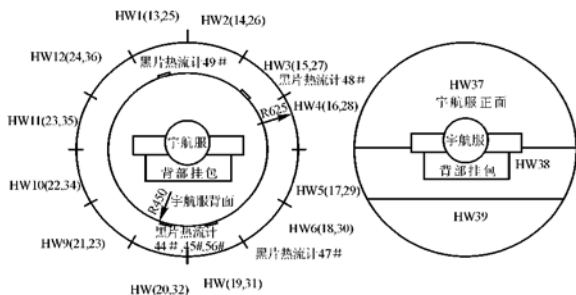 HW1(13,25)
HW2(14,26)
HW12(24,36)
黑片热流计49#
HW3(15,27)
黑片热流计48#
R625
HW4(16,28)
HW11(23,35)
宇航服
背部挂包
HW10(22.34)
R450
宇航服背面
HW5(17,29)
HW9(21,23)
黑片热流计
44#,45#,56#
HW6(18,30)
黑片热流计47#
HW(20,32)
HW(19,31)
HW37
宇航服正面
宇航服
HW38
背部挂包
HW39